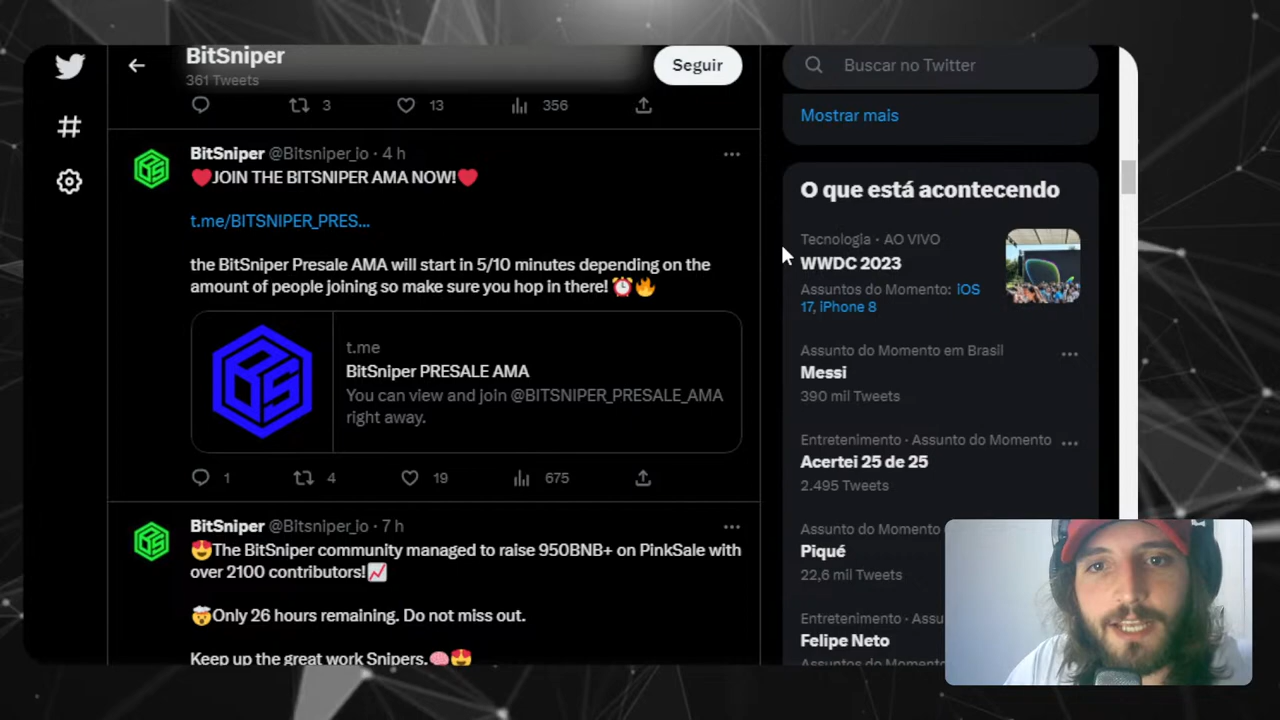 BitSniper
361 Tweets
Seguir
3
13
356
BitSniper @Bitsniper_io · 4 h
❤️JOIN THE BITSNIPER AMA NOW!❤️
t.me/BITSNIPER_PRES...
the BitSniper Presale AMA will start in 5/10 minutes depending on the
amount of people joining so make sure you hop in there! ⏰🔥
t.me
BitSniper PRESALE AMA
You can view and join @BITSNIPER_PRESALE_AMA
right away.
1
4
19
675
BitSniper @Bitsniper_io · 7 h
😍The BitSniper community managed to raise 950BNB+ on PinkSale with
over 2100 contributors!📈
🤯Only 26 hours remaining. Do not miss out.
Keep up the great work Snipers.🧠😍
Buscar no Twitter
Mostrar mais
O que está acontecendo
Tecnologia · AO VIVO
WWDC 2023
Assuntos do Momento: iOS
17, iPhone 8
Assunto do Momento em Brasil
Messi
390 mil Tweets
Entretenimento · Assunto do Momento
Acertei 25 de 25
2.495 Tweets
Assunto do Momento
Piqué
22,6 mil Tweets
Entretenimento · Assu
Felipe Neto
Assuntos do Momento